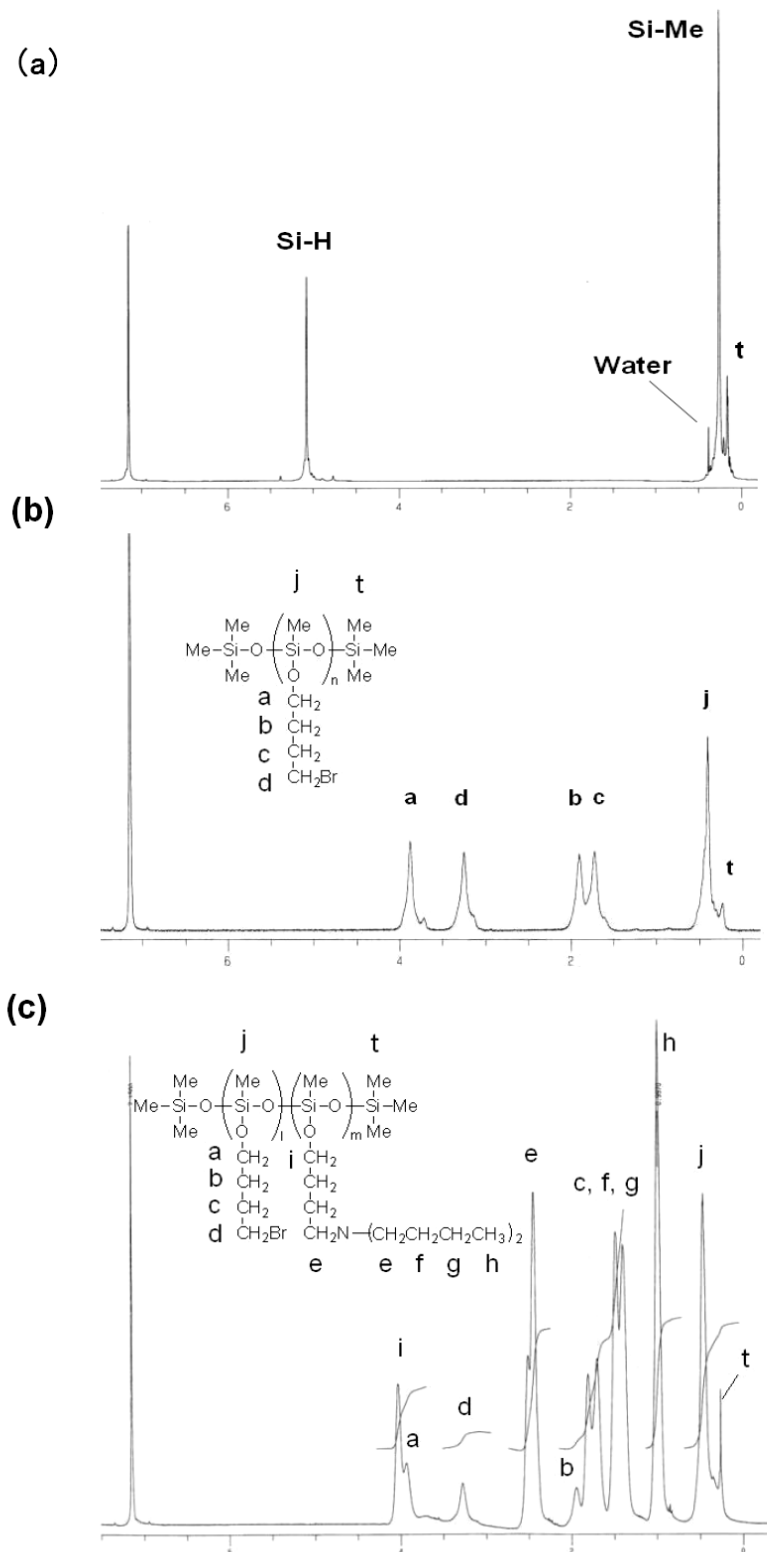 (a)
Si-Me
Si-H
Water
t
6
4
2
0
(b)
j
t
Me
Me
Me
Me–Si–O
Si–O
Si–Me
Me
O
n
Me
a
CH2
b
CH2
c
CH2
d
CH2Br
a
d
b
c
j
t
6
4
2
0
(c)
j
t
h
Me
Me
Me
Me
Me–Si–O
Si–O
Si–O
Si–Me
Me
O
l
O
m
Me
a
CH2
i
CH2
b
CH2
CH2
c
CH2
CH2
d
CH2Br
CH2N–(CH2CH2CH2CH3)2
e
e
f
g
h
e
c, f, g
j
i
a
d
b
t